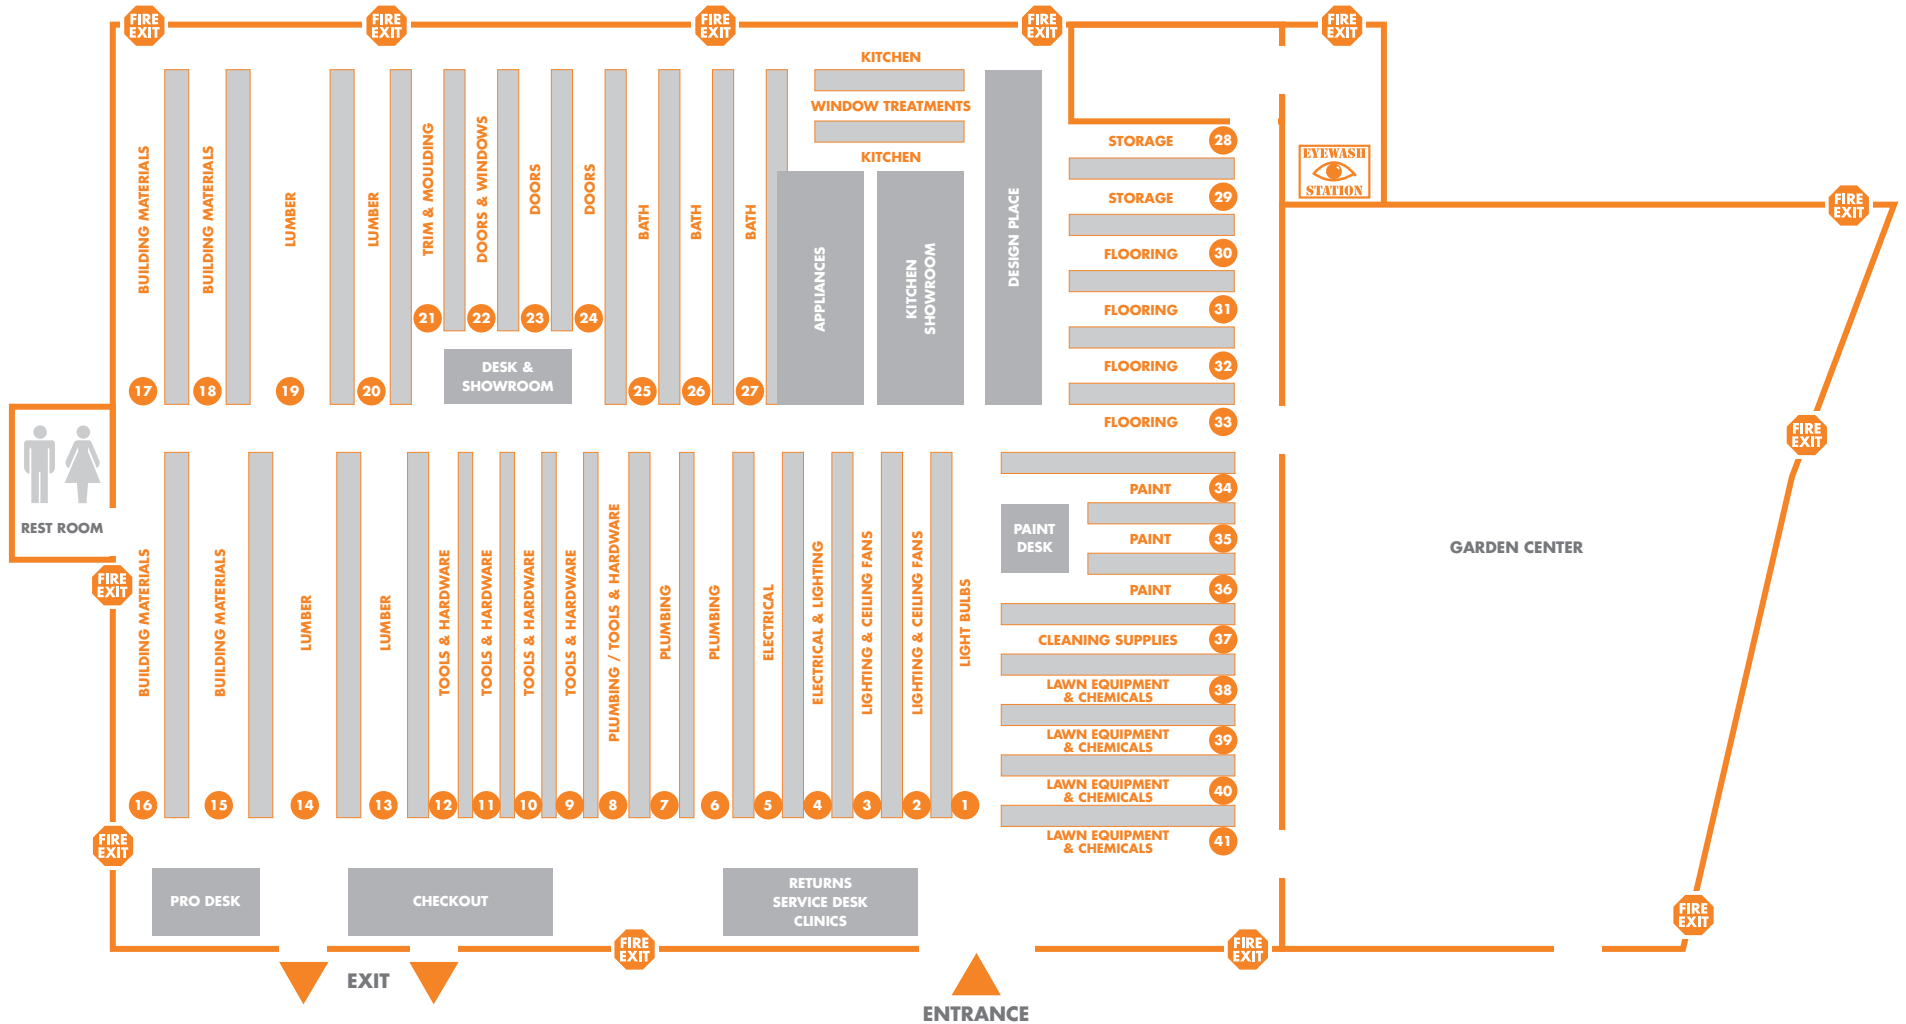 FIRE
EXIT
FIRE
EXIT
FIRE
EXIT
FIRE
EXIT
FIRE
EXIT
KITCHEN
WINDOW TREATMENTS
KITCHEN
BUILDING MATERIALS
17
BUILDING MATERIALS
18
LUMBER
19
LUMBER
20
TRIM & MOULDING
21
DOORS & WINDOWS
22
DOORS
23
DOORS
24
DESK &
SHOWROOM
BATH
25
BATH
26
BATH
27
APPLIANCES
KITCHEN
SHOWROOM
DESIGN PLACE
STORAGE 28
STORAGE 29
FLOORING 30
FLOORING 31
FLOORING 32
FLOORING 33
EYEWASH
STATION
FIRE
EXIT
FIRE
EXIT
REST ROOM
FIRE
EXIT
BUILDING MATERIALS
16
BUILDING MATERIALS
15
LUMBER
14
LUMBER
13
TOOLS & HARDWARE
12
TOOLS & HARDWARE
11
TOOLS & HARDWARE
10
TOOLS & HARDWARE
9
PLUMBING / TOOLS & HARDWARE
8
PLUMBING
7
PLUMBING
6
ELECTRICAL
5
ELECTRICAL & LIGHTING
4
LIGHTING & CEILING FANS
3
LIGHTING & CEILING FANS
2
LIGHT BULBS
1
PAINT
DESK
PAINT 34
PAINT 35
PAINT 36
CLEANING SUPPLIES 37
LAWN EQUIPMENT
& CHEMICALS 38
LAWN EQUIPMENT
& CHEMICALS 39
LAWN EQUIPMENT
& CHEMICALS 40
LAWN EQUIPMENT
& CHEMICALS 41
GARDEN CENTER
FIRE
EXIT
PRO DESK
CHECKOUT
RETURNS
SERVICE DESK
CLINICS
FIRE
EXIT
FIRE
EXIT
FIRE
EXIT
EXIT
ENTRANCE